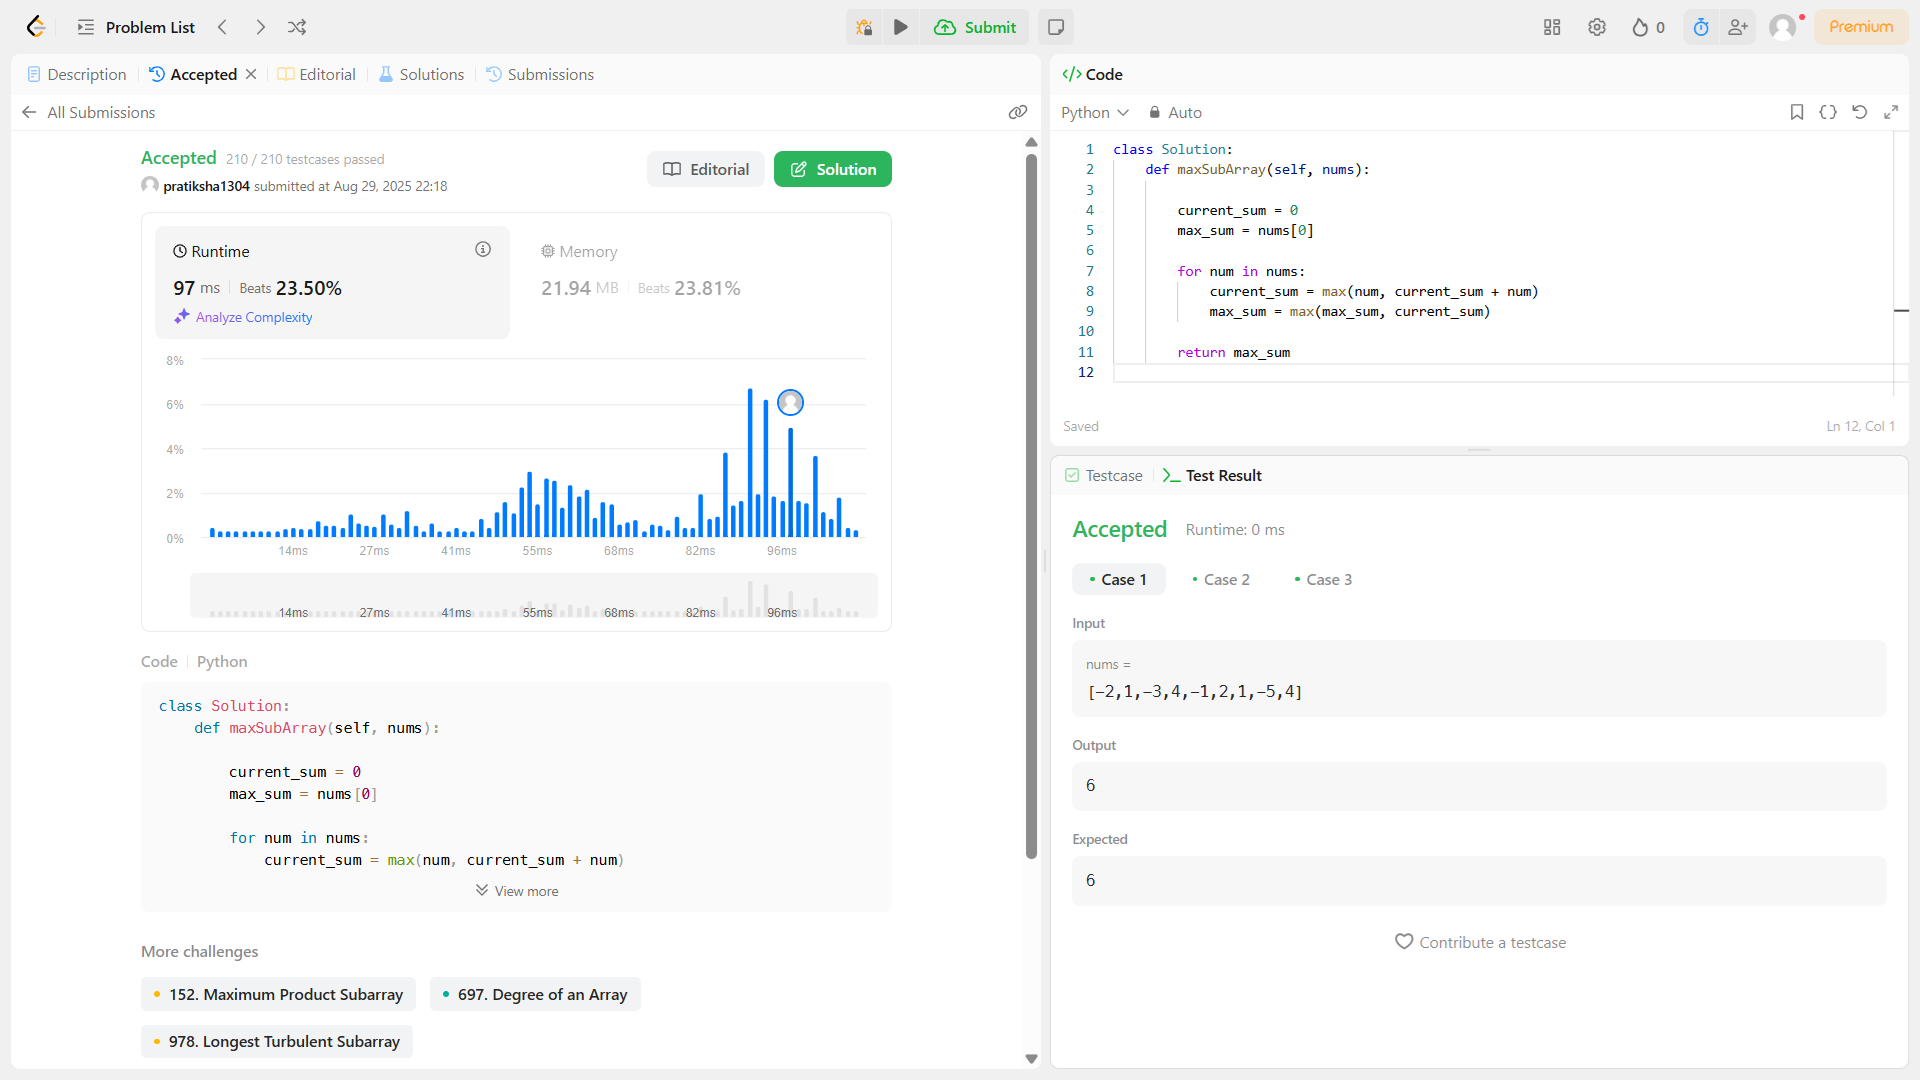 Problem List
Submit
0
Premium
Description
Accepted
Editorial
Solutions
Submissions
All Submissions
Accepted 210 / 210 testcases passed
pratiksha1304 submitted at Aug 29, 2025 22:18
Editorial
Solution
Runtime
97 ms Beats 23.50%
Analyze Complexity
Memory
21.94 MB Beats 23.81%
8%
6%
4%
2%
0%
14ms 27ms 41ms 55ms 68ms 82ms 96ms
14ms 27ms 41ms 55ms 68ms 82ms 96ms
Code Python
class Solution:
    def maxSubArray(self, nums):
        current_sum = 0
        max_sum = nums[0]
        for num in nums:
            current_sum = max(num, current_sum + num)
View more
More challenges
152. Maximum Product Subarray
697. Degree of an Array
978. Longest Turbulent Subarray
</> Code
Python
Auto
1 class Solution:
2     def maxSubArray(self, nums):
3
4         current_sum = 0
5         max_sum = nums[0]
6
7         for num in nums:
8             current_sum = max(num, current_sum + num)
9             max_sum = max(max_sum, current_sum)
10
11         return max_sum
12
Saved
Ln 12, Col 1
Testcase
Test Result
Accepted Runtime: 0 ms
Case 1
Case 2
Case 3
Input
nums =
[-2,1,-3,4,-1,2,1,-5,4]
Output
6
Expected
6
Contribute a testcase